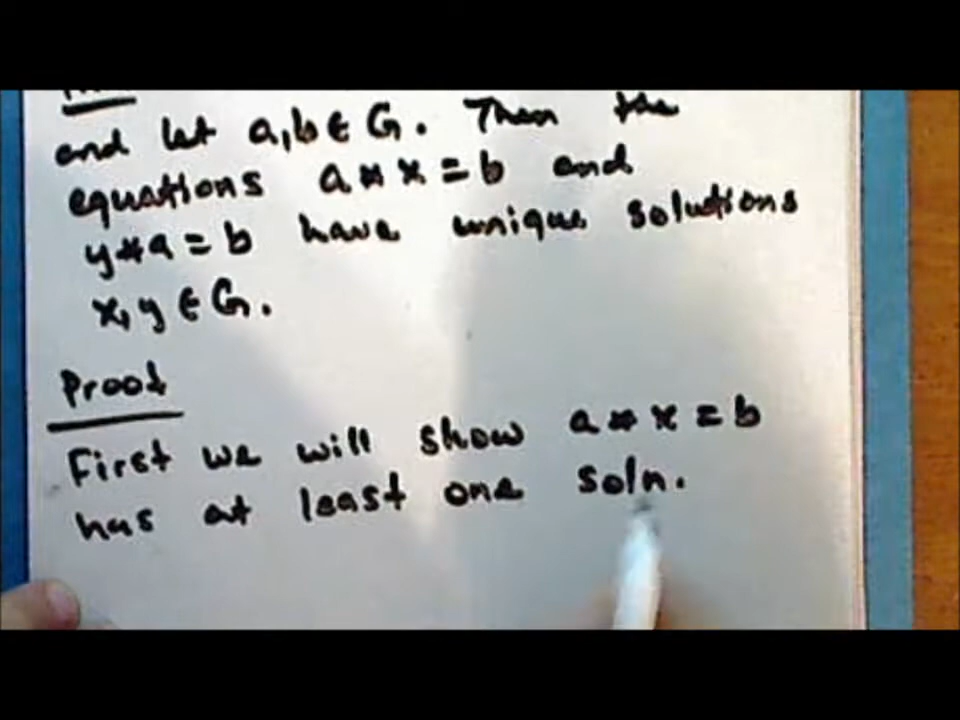 and let a, b ∈ G. Then the
equations a * x = b and
y * a = b have unique solutions
x, y ∈ G.
Proof
First we will show a * x = b
has at least one soln.